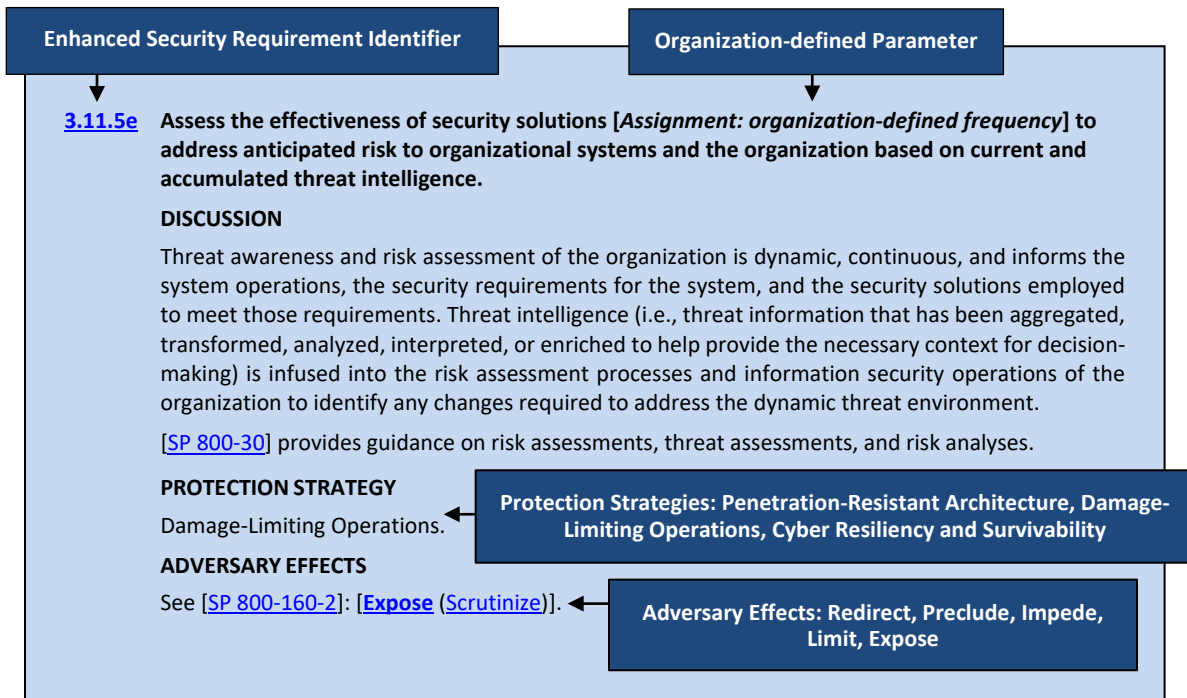 Enhanced Security Requirement Identifier
Organization-defined Parameter
3.11.5e Assess the effectiveness of security solutions [Assignment: organization-defined frequency] to
address anticipated risk to organizational systems and the organization based on current and
accumulated threat intelligence.
DISCUSSION
Threat awareness and risk assessment of the organization is dynamic, continuous, and informs the
system operations, the security requirements for the system, and the security solutions employed
to meet those requirements. Threat intelligence (i.e., threat information that has been aggregated,
transformed, analyzed, interpreted, or enriched to help provide the necessary context for decision-
making) is infused into the risk assessment processes and information security operations of the
organization to identify any changes required to address the dynamic threat environment.
[SP 800-30] provides guidance on risk assessments, threat assessments, and risk analyses.
PROTECTION STRATEGY
Damage-Limiting Operations.
Protection Strategies: Penetration-Resistant Architecture, Damage-
Limiting Operations, Cyber Resiliency and Survivability
ADVERSARY EFFECTS
See [SP 800-160-2]: [Expose (Scrutinize)].
Adversary Effects: Redirect, Preclude, Impede,
Limit, Expose